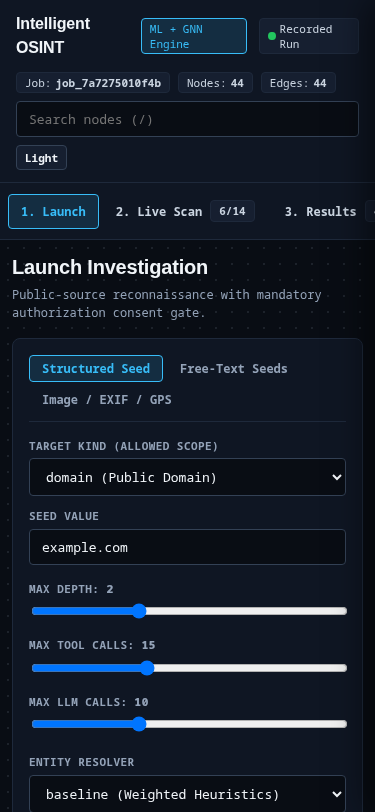 Intelligent
OSINT
ML + GNN
Engine
Recorded
Run
Job: job_7a7275010f4b
Nodes: 44
Edges: 44
Search nodes (/)
Light
1. Launch
2. Live Scan 6/14
3. Results
Launch Investigation
Public-source reconnaissance with mandatory
authorization consent gate.
Structured Seed
Free-Text Seeds
Image / EXIF / GPS
TARGET KIND (ALLOWED SCOPE)
domain (Public Domain)
SEED VALUE
example.com
MAX DEPTH: 2
MAX TOOL CALLS: 15
MAX LLM CALLS: 10
ENTITY RESOLVER
baseline (Weighted Heuristics)